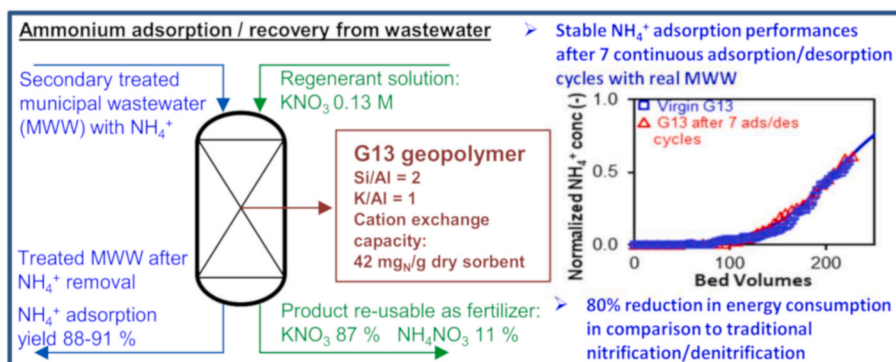 Ammonium adsorption / recovery from wastewater
Secondary treated
municipal wastewater
(MWW) with NH₄⁺
Regenerant solution:
KNO₃ 0.13 M
G13 geopolymer
Si/Al = 2
K/Al = 1
Cation exchange
capacity:
42 mg_N/g dry sorbent
Treated MWW after
NH₄⁺ removal
NH₄⁺ adsorption
yield 88-91 %
Product re-usable as fertilizer:
KNO₃ 87 % NH₄NO₃ 11 %
➢ Stable NH₄⁺ adsorption performances
after 7 continuous adsorption/desorption
cycles with real MWW
Normalized NH₄⁺ conc (-)
1.0
0.5
0.0
Virgin G13
G13 after 7 ads/des
cycles
0 100 200
Bed Volumes
➢ 80% reduction in energy consumption
in comparison to traditional
nitrification/denitrification